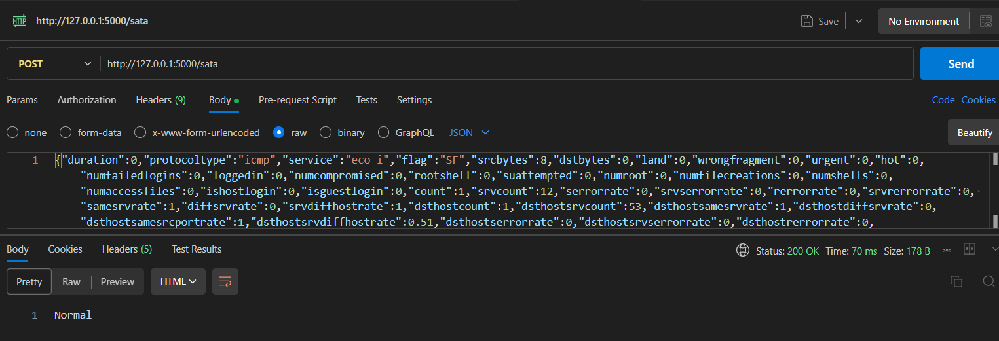 HTTP http://127.0.0.1:5000/sata Save No Environment
POST http://127.0.0.1:5000/sata Send
Params Authorization Headers (9) Body Pre-request Script Tests Settings Code Cookies
none form-data x-www-form-urlencoded raw binary GraphQL JSON Beautify
1 {"duration":0,"protocoltype":"icmp","service":"eco_i","flag":"SF","srcbytes":8,"dstbytes":0,"land":0,"wrongfragment":0,"urgent":0,"hot":0,
"numfailedlogins":0,"loggedin":0,"numcompromised":0,"rootshell":0,"suattempted":0,"numroot":0,"numfilecreations":0,"numshells":0,
"numaccessfiles":0,"ishostlogin":0,"isguestlogin":0,"count":1,"srvcount":12,"serrorrate":0,"srvserrorrate":0,"rerrorrate":0,"srvrerrorrate":0,
"samesrvrate":1,"diffsrvrate":0,"srvdiffhostrate":1,"dsthostcount":1,"dsthostsrvcount":53,"dsthostsamesrvrate":1,"dsthostdiffsrvrate":0,
"dsthostsamesrcportrate":1,"dsthostsrvdiffhostrate":0.51,"dsthostserrorrate":0,"dsthostsrvserrorrate":0,"dsthostrerrorrate":0,
Body Cookies Headers (5) Test Results Status: 200 OK Time: 70 ms Size: 178 B
Pretty Raw Preview HTML
1 Normal